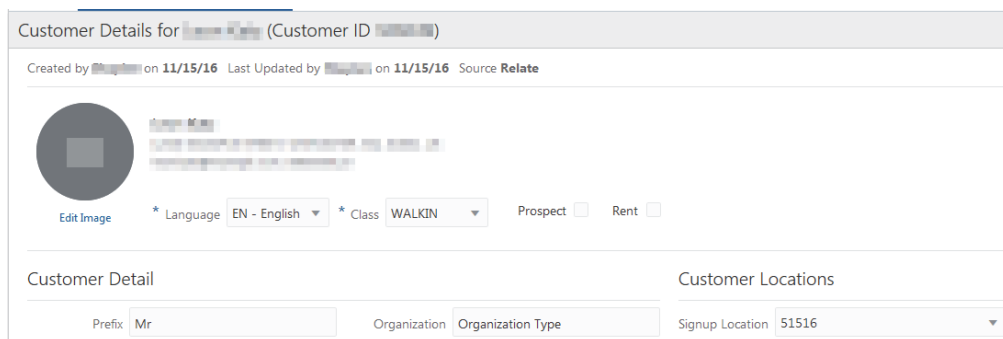 Customer Details for (Customer ID )
Created by on 11/15/16 Last Updated by on 11/15/16 Source Relate
Edit Image
* Language EN - English * Class WALKIN Prospect Rent
Customer Detail
Customer Locations
Prefix Mr Organization Organization Type Signup Location 51516